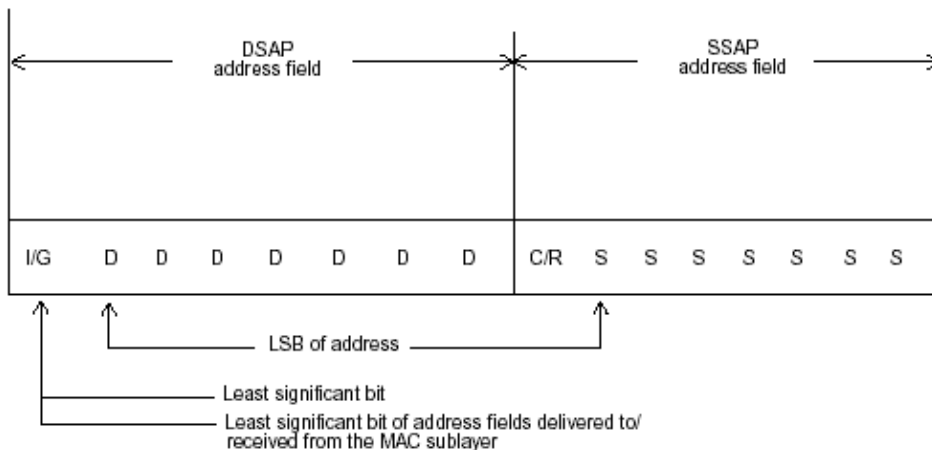 DSAP
address field
SSAP
address field
I/G D D D D D D D C/R S S S S S S S
LSB of address
Least significant bit
Least significant bit of address fields delivered to/
received from the MAC sublayer